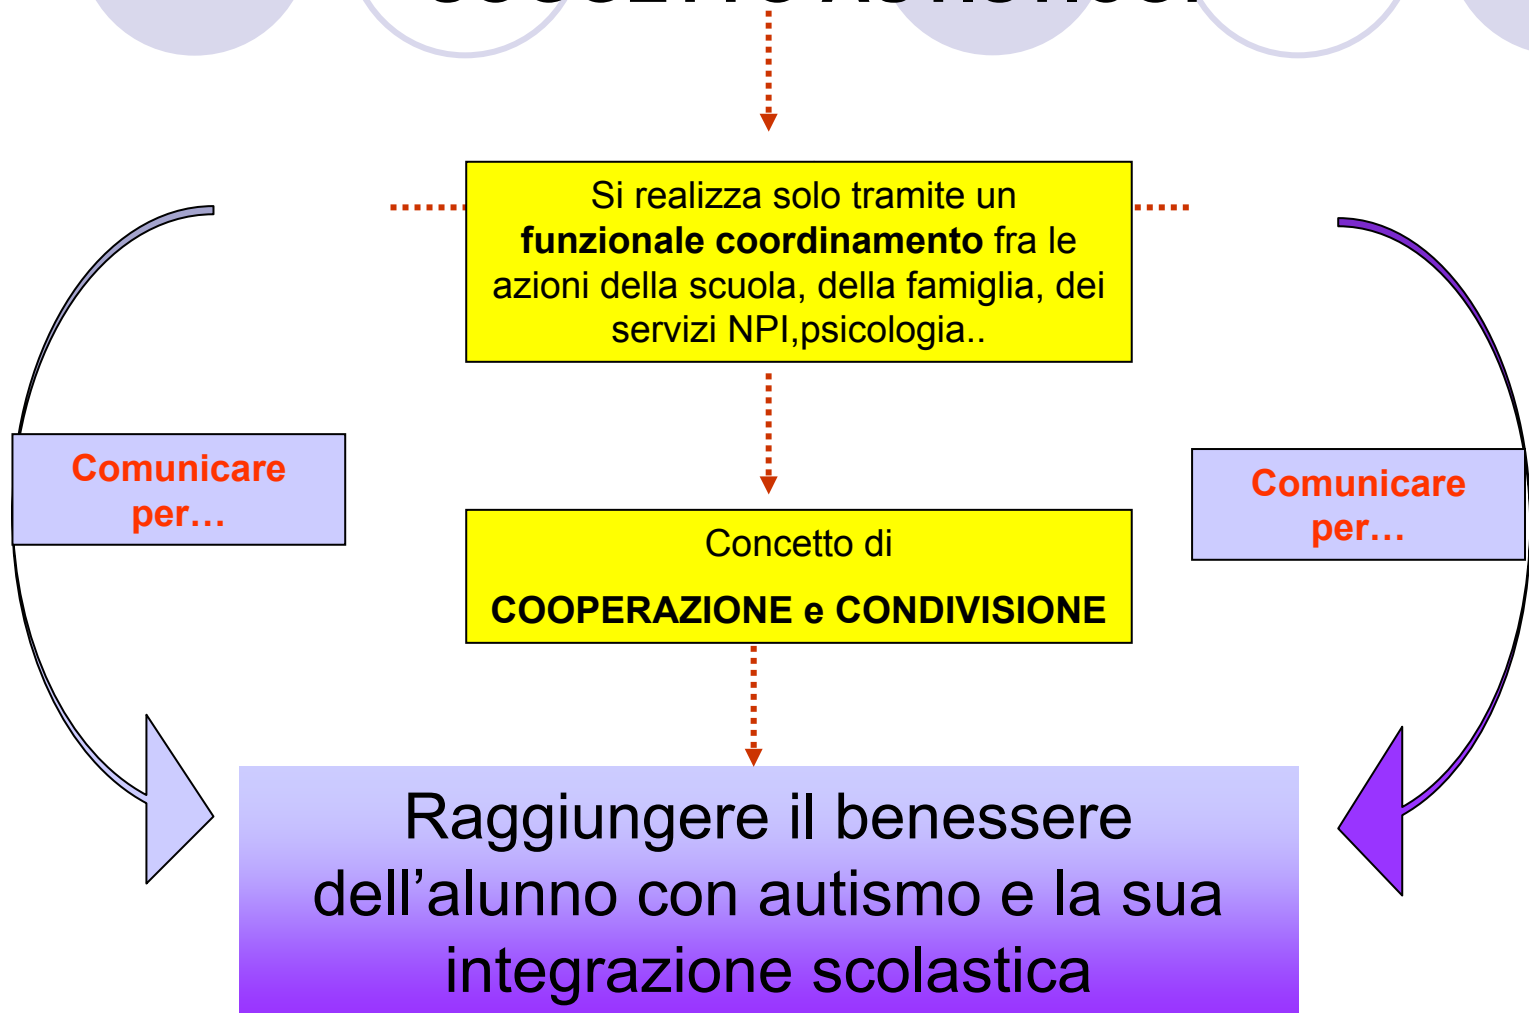 Si realizza solo tramite un
funzionale coordinamento fra le
azioni della scuola, della famiglia, dei
servizi NPI,psicologia..
Comunicare
per…
Comunicare
per…
Concetto di
COOPERAZIONE e CONDIVISIONE
Raggiungere il benessere
dell’alunno con autismo e la sua
integrazione scolastica